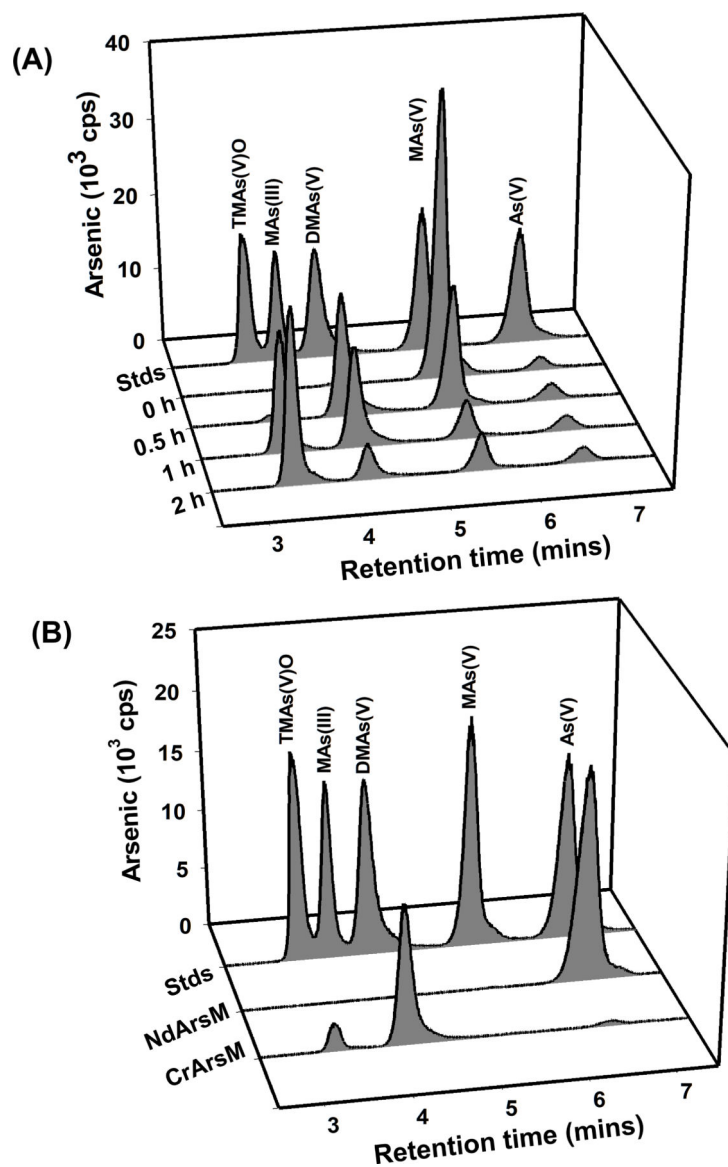 (A)
Arsenic (10³ cps)
40
30
20
10
0
TMAs(V)O
MAs(III)
DMAs(V)
MAs(V)
As(V)
Stds
0 h
0.5 h
1 h
2 h
3 4 5 6 7
Retention time (mins)
(B)
Arsenic (10³ cps)
25
20
15
10
5
0
TMAs(V)O
MAs(III)
DMAs(V)
MAs(V)
As(V)
Stds
NdArsM
CrArsM
3 4 5 6 7
Retention time (mins)